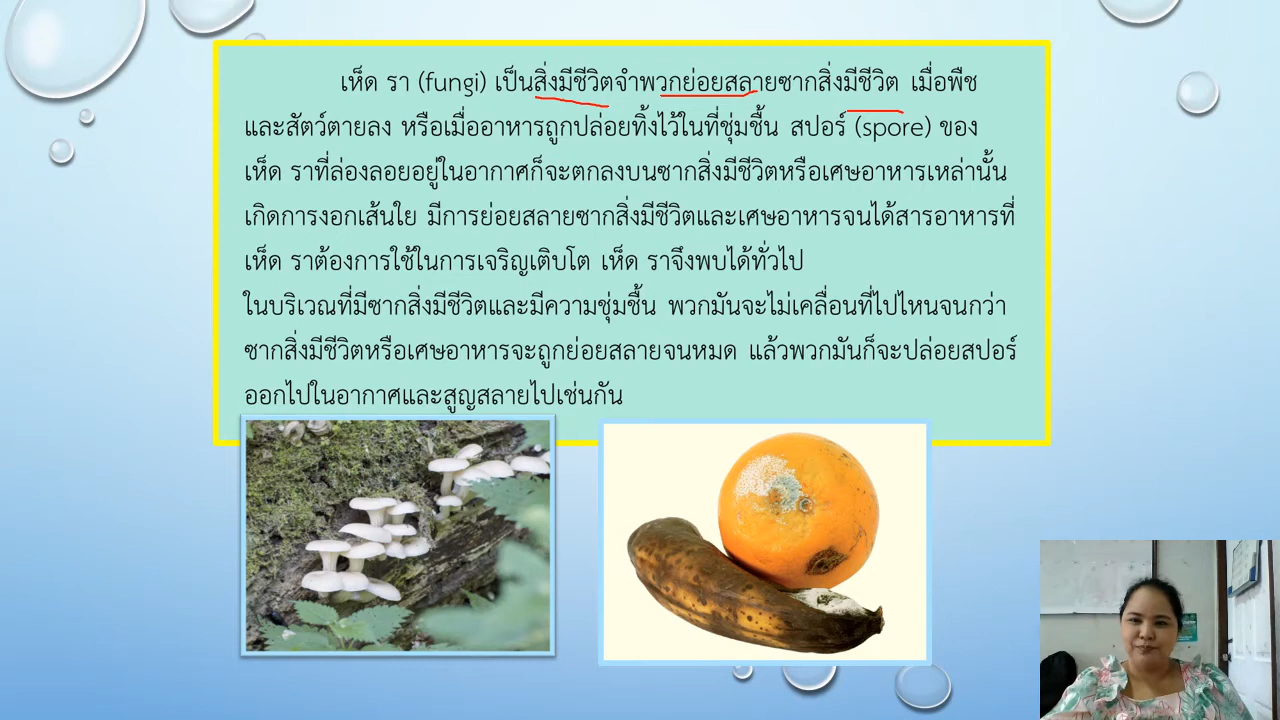 เห็ด รา (fungi) เป็นสิ่งมีชีวิตจำพวกย่อยสลายซากสิ่งมีชีวิต เมื่อพืช
และสัตว์ตายลง หรือเมื่ออาหารถูกปล่อยทิ้งไว้ในที่ชุ่มชื้น สปอร์ (spore) ของ
เห็ด ราที่ล่องลอยอยู่ในอากาศก็จะตกลงบนซากสิ่งมีชีวิตหรือเศษอาหารเหล่านั้น
เกิดการงอกเส้นใย มีการย่อยสลายซากสิ่งมีชีวิตและเศษอาหารจนได้สารอาหารที่
เห็ด ราต้องการใช้ในการเจริญเติบโต เห็ด ราจึงพบได้ทั่วไป
ในบริเวณที่มีซากสิ่งมีชีวิตและมีความชุ่มชื้น พวกมันจะไม่เคลื่อนที่ไปไหนจนกว่า
ซากสิ่งมีชีวิตหรือเศษอาหารจะถูกย่อยสลายจนหมด แล้วพวกมันก็จะปล่อยสปอร์
ออกไปในอากาศและสูญสลายไปเช่นกัน